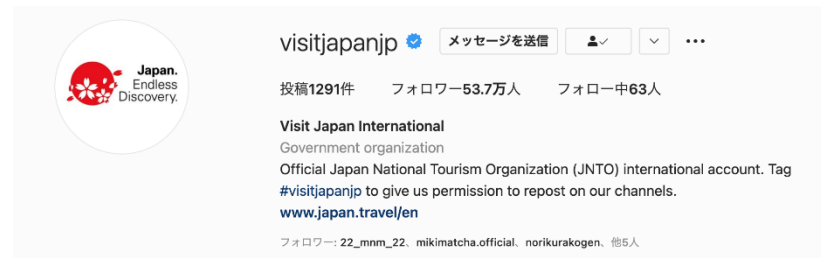 Japan.
Endless
Discovery.
visitjapanjp
メッセージを送信
投稿1291件 フォロワー53.7万人 フォロー中63人
Visit Japan International
Government organization
Official Japan National Tourism Organization (JNTO) international account. Tag
#visitjapanjp to give us permission to repost on our channels.
www.japan.travel/en
フォロワー: 22_mnm_22、mikimatcha.official、norikurakogen、他5人